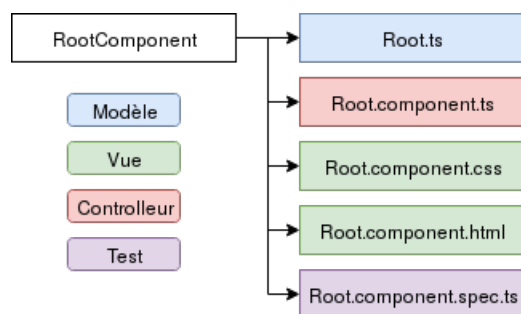 RootComponent
Root.ts
Root.component.ts
Root.component.css
Root.component.html
Root.component.spec.ts
Modèle
Vue
Controlleur
Test